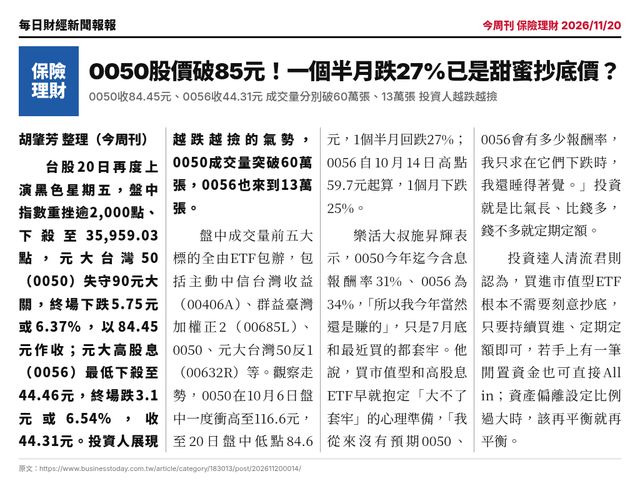 每日財經新聞報報
今周刊 保險理財 2026/11/20
保險
理財
0050股價破85元！一個半月跌27%已是甜蜜抄底價？
0050收84.45元、0056收44.31元 成交量分別破60萬張、13萬張 投資人越跌越撿
胡肇芳 整理（今周刊）
台股20日再度上
演黑色星期五，盤中
指數重挫逾2,000點、
下殺至35,959.03
點，元大台灣50
（0050）失守90元大
關，終場下跌5.75元
或6.37%，以84.45
元作收；元大高股息
（0056）最低下殺至
44.46元，終場跌3.1
元或6.54%，收
44.31元。投資人展現
越跌越撿的氣勢，
0050成交量突破60萬
張，0056也來到13萬
張。
盤中成交量前五大
標的全由ETF包辦，包
括主動中信台灣收益
（00406A）、群益臺灣
加權正2（00685L）、
0050、元大台灣50反1
（00632R）等。觀察走
勢，0050在10月6日盤
中一度衝高至116.6元，
至20日盤中低點84.6
元，1個半月回跌27%；
0056自10月14日高點
59.7元起算，1個月下跌
25%。
樂活大叔施昇輝表
示，0050今年迄今含息
報酬率31%、0056為
34%，「所以我今年當然
還是賺的」，只是7月底
和最近買的都套牢。他
說，買市值型和高股息
ETF早就抱定「大不了
套牢」的心理準備，「我
從來沒有預期0050、
0056會有多少報酬率，
我只求在它們下跌時，
我還睡得著覺。」投資
就是比氣長、比錢多，
錢不多就定期定額。
投資達人清流君則
認為，買進市值型ETF
根本不需要刻意抄底，
只要持續買進、定期定
額即可，若手上有一筆
閒置資金也可直接All
in；資產偏離設定比例
過大時，該再平衡就再
平衡。
原文：https://www.businesstoday.com.tw/article/category/183013/post/202611200014/